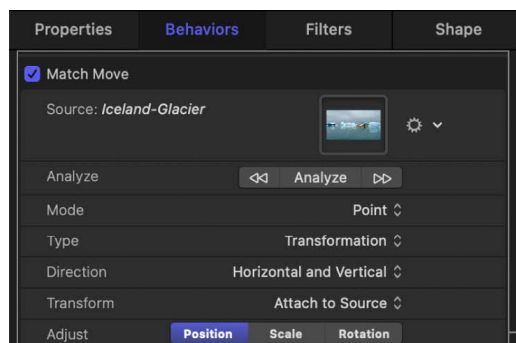 Properties Behaviors Filters Shape
Match Move
Source: Iceland-Glacier
Analyze Analyze
Mode Point
Type Transformation
Direction Horizontal and Vertical
Transform Attach to Source
Adjust Position Scale Rotation